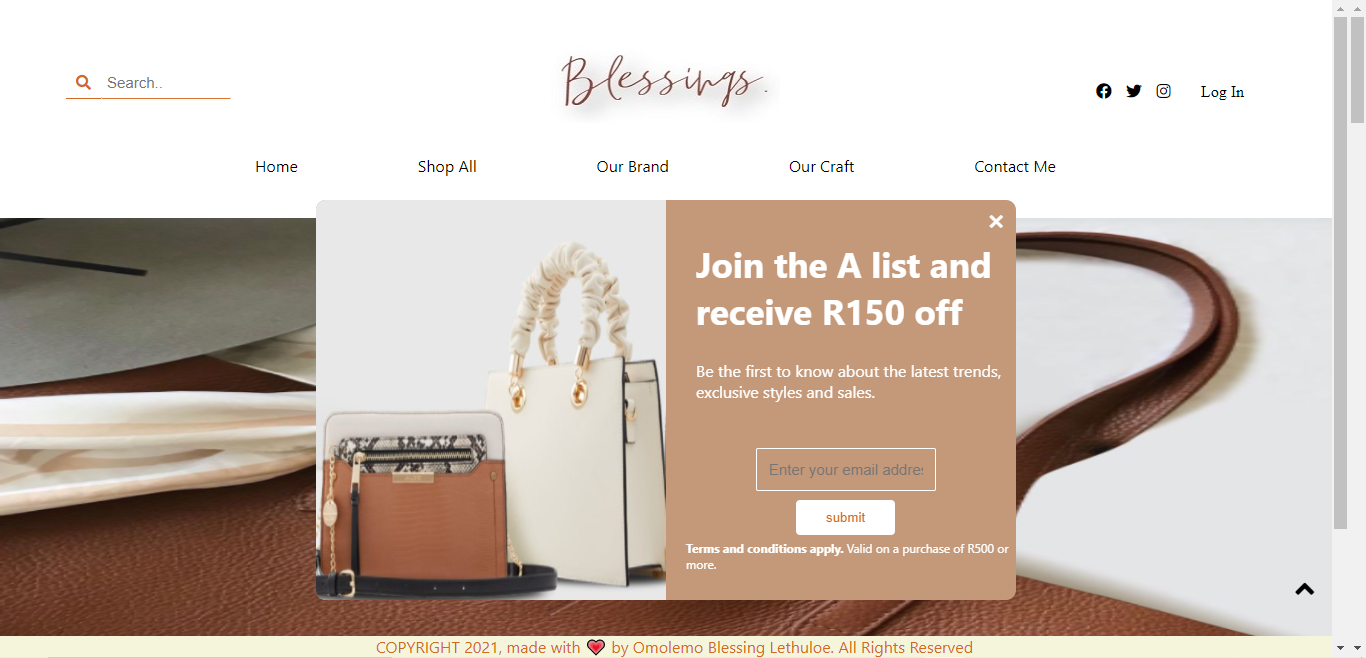 Search..
Blessings.
Log In
Home
Shop All
Our Brand
Our Craft
Contact Me
Join the A list and
receive R150 off
Be the first to know about the latest trends,
exclusive styles and sales.
Enter your email addres
submit
Terms and conditions apply. Valid on a purchase of R500 or
more.
COPYRIGHT 2021, made with by Omolemo Blessing Lethuloe. All Rights Reserved